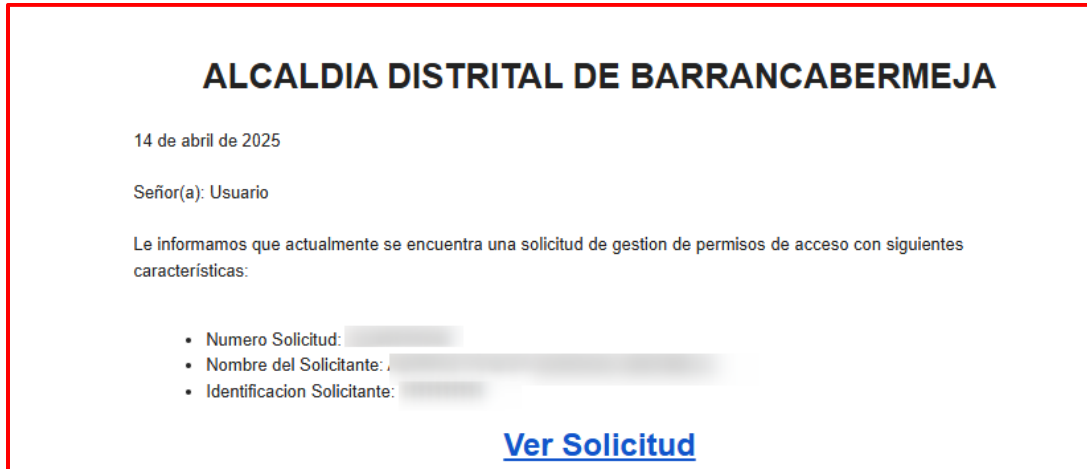 ALCALDIA DISTRITAL DE BARRANCABERMEJA
14 de abril de 2025
Señor(a): Usuario
Le informamos que actualmente se encuentra una solicitud de gestion de permisos de acceso con siguientes
características:
• Numero Solicitud:
• Nombre del Solicitante:
• Identificacion Solicitante:
Ver Solicitud